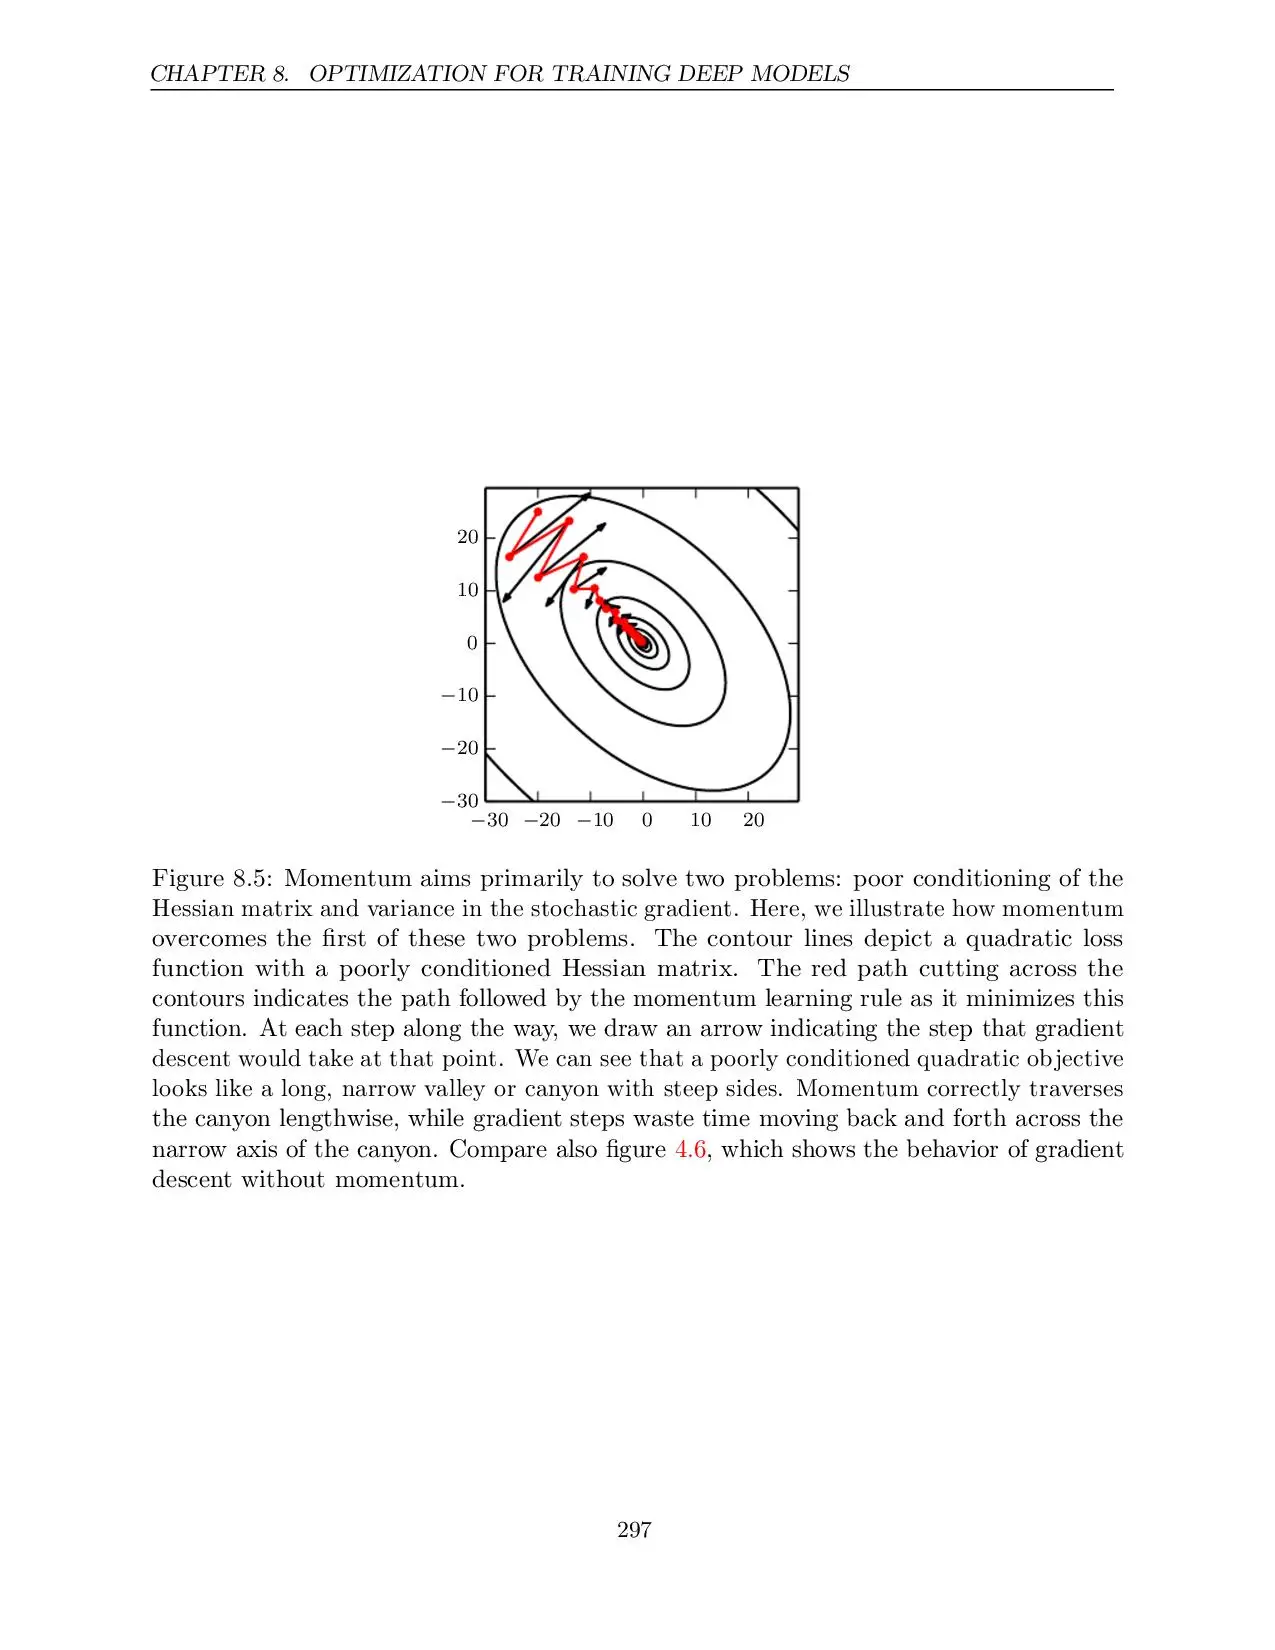 CHAPTER 8. OPTIMIZATION FOR TRAINING DEEP MODELS
20
10
0
−10
−20
−30
−30 −20 −10 0 10 20
Figure 8.5: Momentum aims primarily to solve two problems: poor conditioning of the
Hessian matrix and variance in the stochastic gradient. Here, we illustrate how momentum
overcomes the first of these two problems. The contour lines depict a quadratic loss
function with a poorly conditioned Hessian matrix. The red path cutting across the
contours indicates the path followed by the momentum learning rule as it minimizes this
function. At each step along the way, we draw an arrow indicating the step that gradient
descent would take at that point. We can see that a poorly conditioned quadratic objective
looks like a long, narrow valley or canyon with steep sides. Momentum correctly traverses
the canyon lengthwise, while gradient steps waste time moving back and forth across the
narrow axis of the canyon. Compare also figure 4.6, which shows the behavior of gradient
descent without momentum.
297